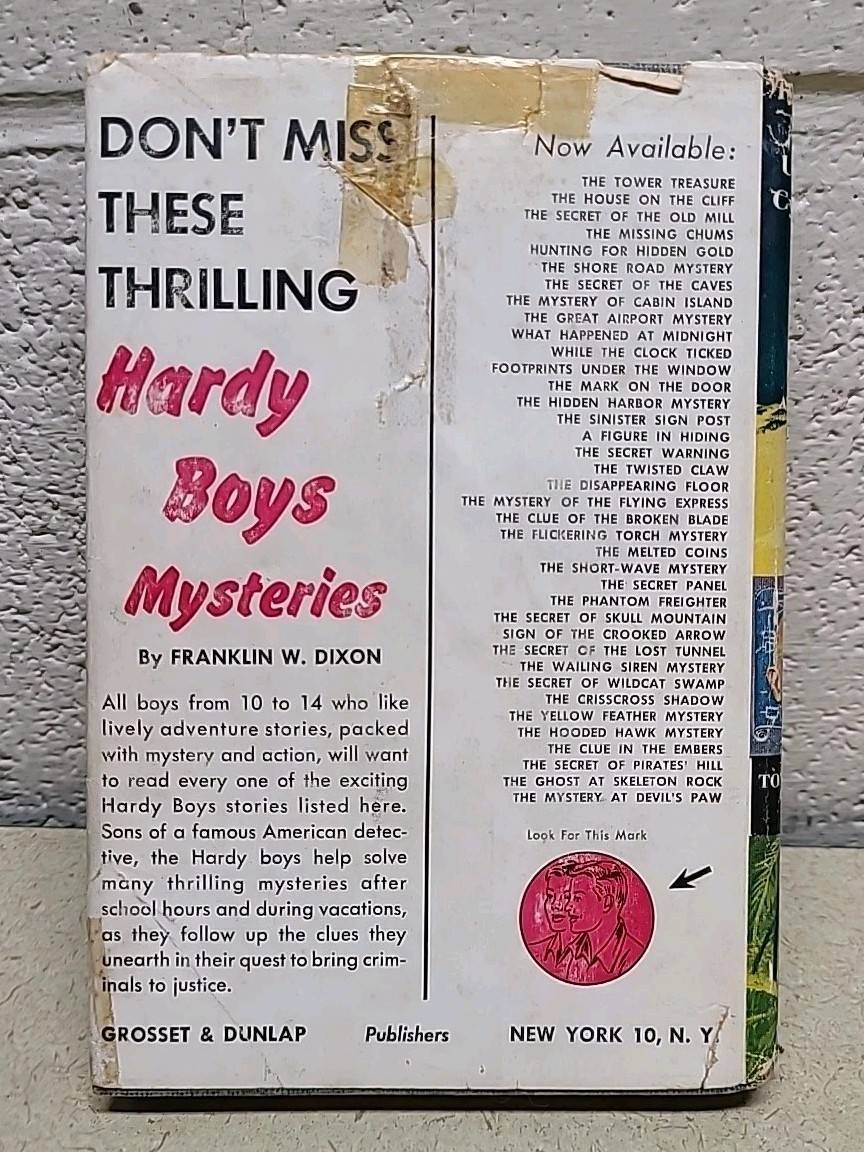 DON'T MISS
THESE
THRILLING
Hardy
Boys
Mysteries
By FRANKLIN W. DIXON
All boys from 10 to 14 who like
lively adventure stories, packed
with mystery and action, will want
to read every one of the exciting
Hardy Boys stories listed here.
Sons of a famous American detec-
tive, the Hardy boys help solve
many thrilling mysteries after
school hours and during vacations,
as they follow up the clues they
unearth in their quest to bring crim-
inals to justice.
Now Available:
THE TOWER TREASURE
THE HOUSE ON THE CLIFF
THE SECRET OF THE OLD MILL
THE MISSING CHUMS
HUNTING FOR HIDDEN GOLD
THE SHORE ROAD MYSTERY
THE SECRET OF THE CAVES
THE MYSTERY OF CABIN ISLAND
THE GREAT AIRPORT MYSTERY
WHAT HAPPENED AT MIDNIGHT
WHILE THE CLOCK TICKED
FOOTPRINTS UNDER THE WINDOW
THE MARK ON THE DOOR
THE HIDDEN HARBOR MYSTERY
THE SINISTER SIGN POST
A FIGURE IN HIDING
THE SECRET WARNING
THE TWISTED CLAW
THE DISAPPEARING FLOOR
THE MYSTERY OF THE FLYING EXPRESS
THE CLUE OF THE BROKEN BLADE
THE FLICKERING TORCH MYSTERY
THE MELTED COINS
THE SHORT-WAVE MYSTERY
THE SECRET PANEL
THE PHANTOM FREIGHTER
THE SECRET OF SKULL MOUNTAIN
SIGN OF THE CROOKED ARROW
THE SECRET OF THE LOST TUNNEL
THE WAILING SIREN MYSTERY
THE SECRET OF WILDCAT SWAMP
THE CRISSCROSS SHADOW
THE YELLOW FEATHER MYSTERY
THE HOODED HAWK MYSTERY
THE CLUE IN THE EMBERS
THE SECRET OF PIRATES' HILL
THE GHOST AT SKELETON ROCK
THE MYSTERY AT DEVIL'S PAW
Look For This Mark
GROSSET & DUNLAP Publishers NEW YORK 10, N. Y.
TO